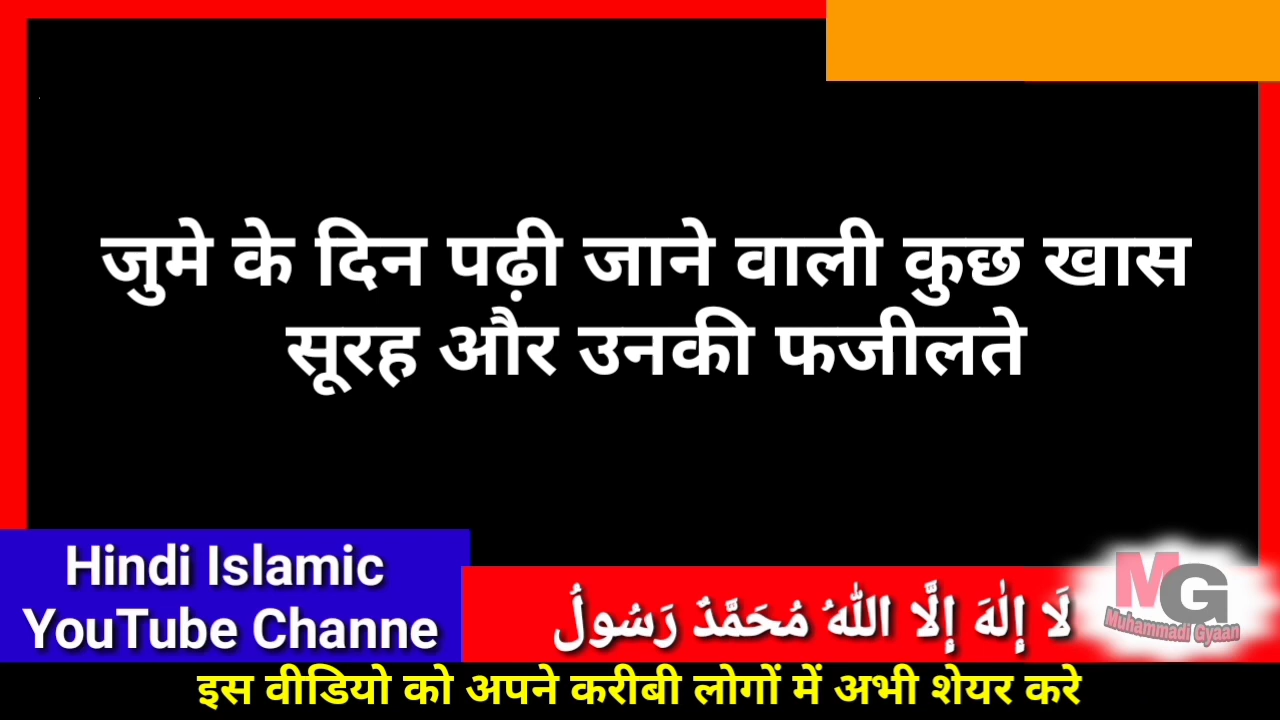 जुमे के दिन पढ़ी जाने वाली कुछ खास
सूरह और उनकी फजीलते
Hindi Islamic
YouTube Channe
لَا إِلٰهَ إِلَّا اللهُ مُحَمَّدٌ رَسُولُ
MG
Muhammadi Gyaan
इस वीडियो को अपने करीबी लोगों में अभी शेयर करे